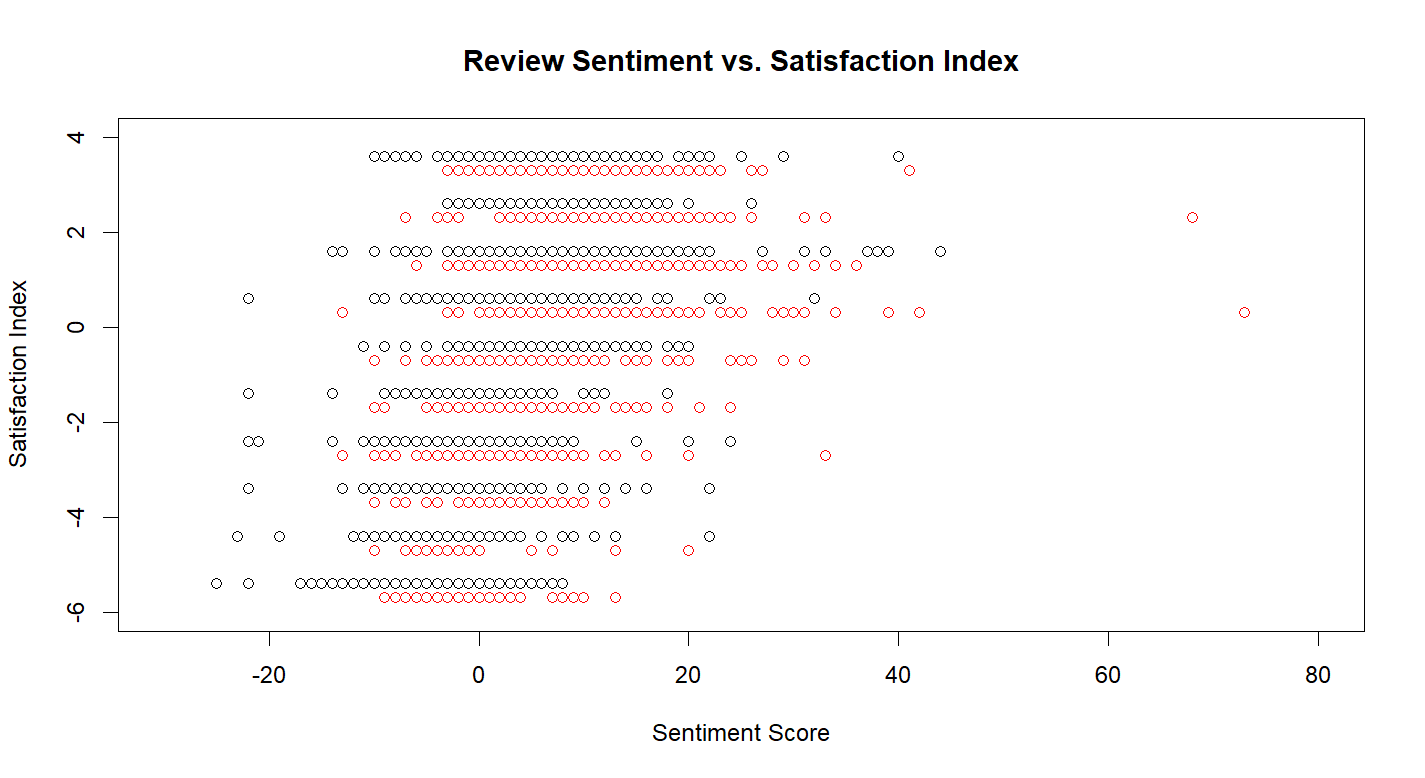 Review Sentiment vs. Satisfaction Index
4
2
0
-2
-4
-6
Satisfaction Index
-20 0 20 40 60 80
Sentiment Score